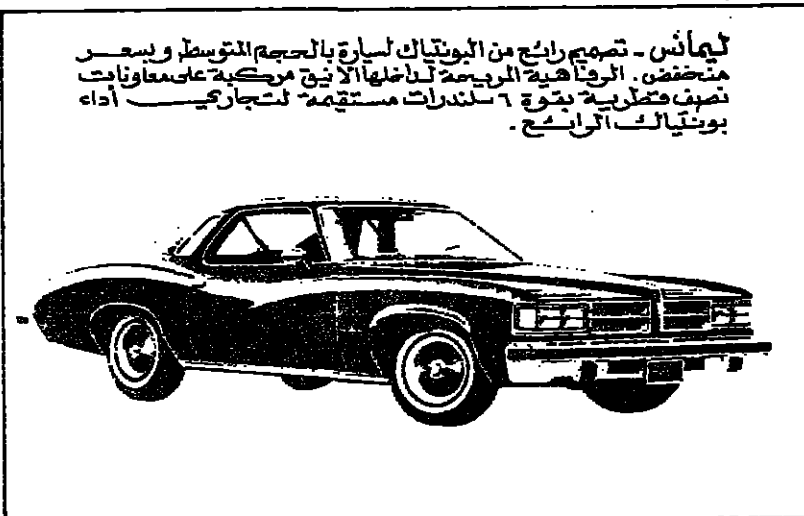 ليمانس - تصميم رائع من البونتياك لسيارة بالحجم المتوسط وبسعر
منخفض. الرفاهية المريحة لداخلها الانيق مركبة على معاونات
نصف قطرية بقوة ٦ سلندرات مستقيمة لتجاري أداء
بونتياك الرائع.